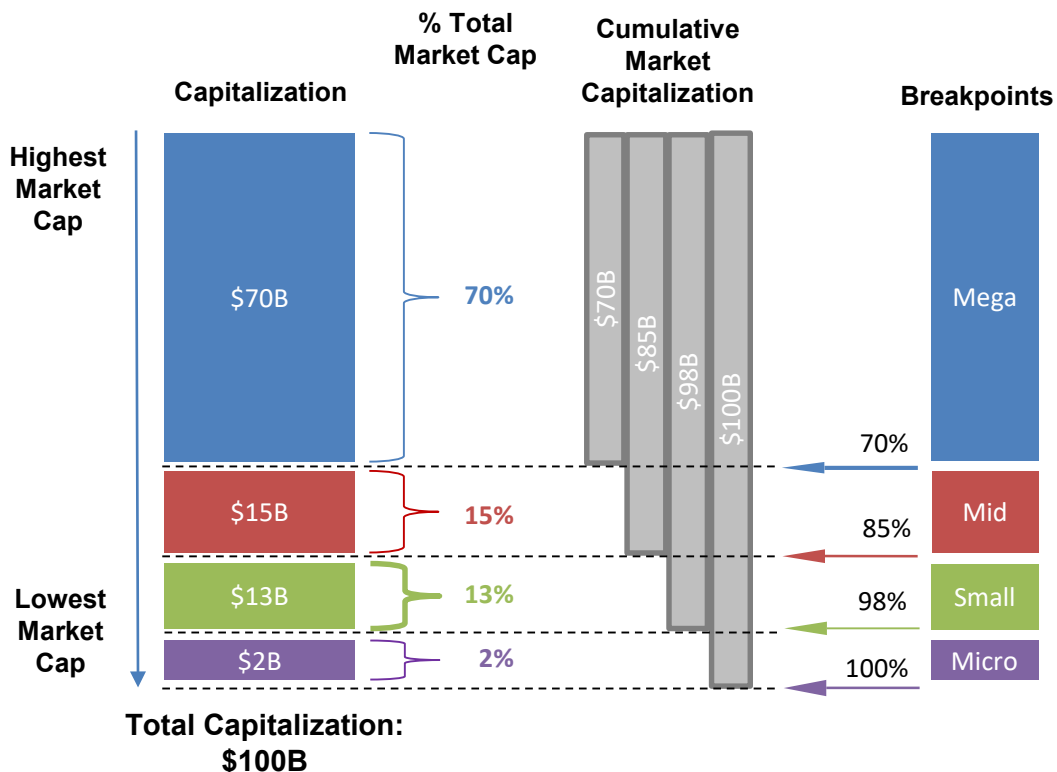 % Total
Market Cap
Cumulative
Market
Capitalization
Capitalization
Breakpoints
Highest
Market
Cap
$70B
70%
$70B
$85B
$98B
$100B
Mega
70%
$15B
15%
85%
Mid
Lowest
Market
Cap
$13B
13%
98%
Small
$2B
2%
100%
Micro
Total Capitalization:
$100B